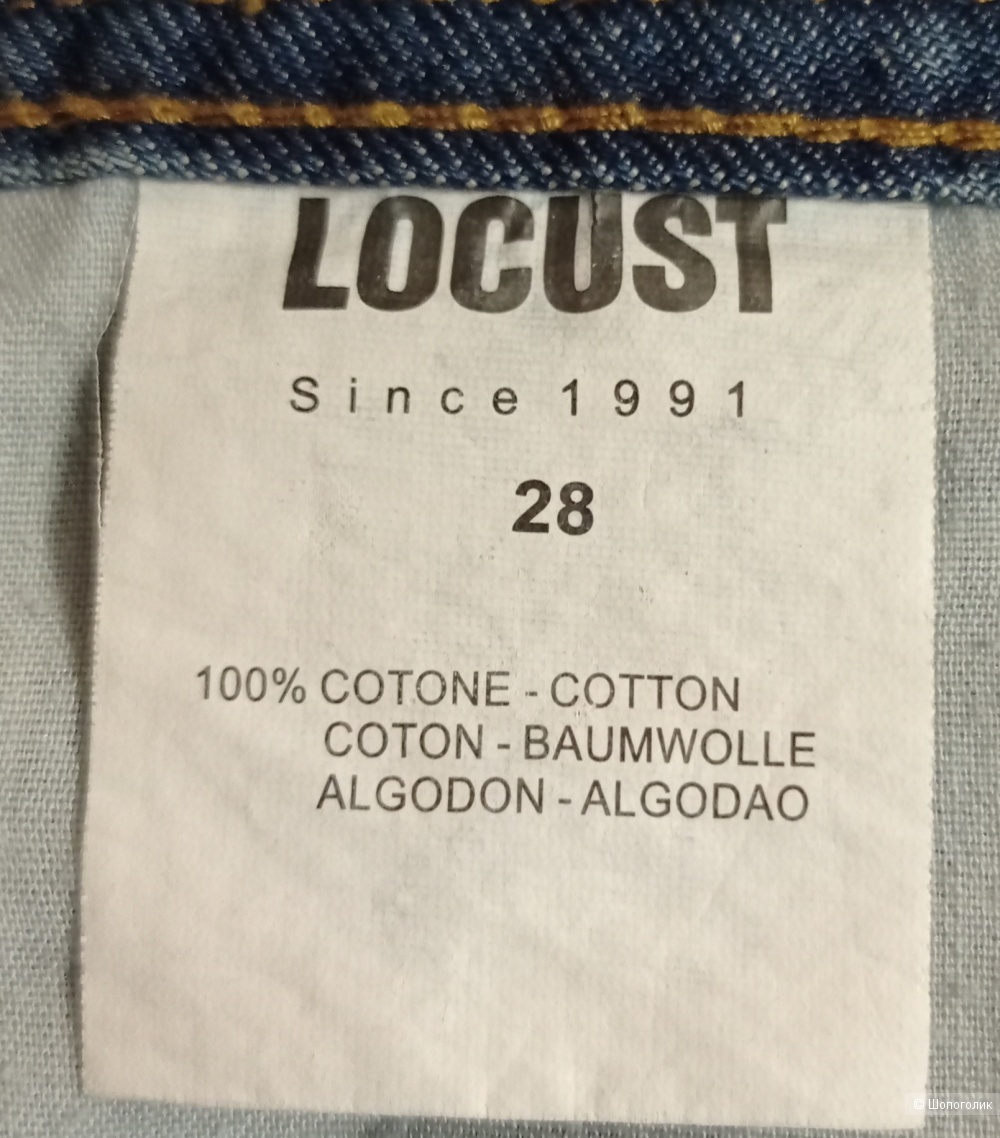 LOCUST
Since 1991
28
100% COTONE - COTTON
COTON - BAUMWOLLE
ALGODON - ALGODAO
© Шопоголик